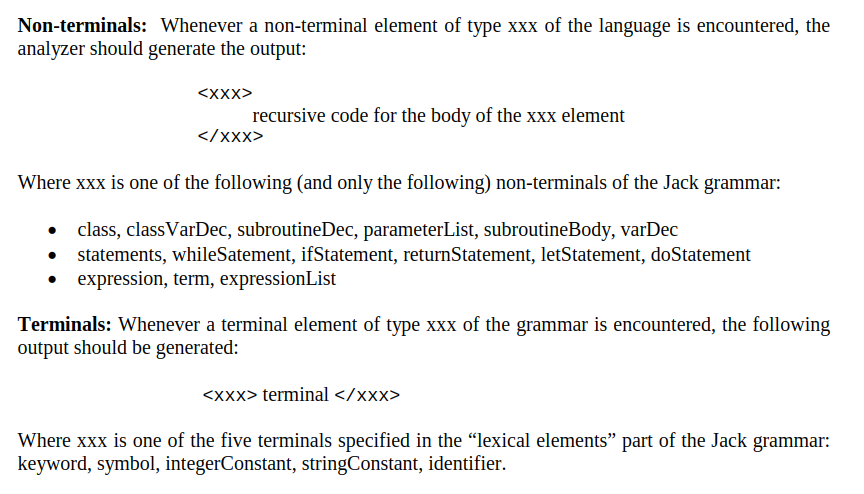 Non-terminals: Whenever a non-terminal element of type xxx of the language is encountered, the
analyzer should generate the output:
<xxx>
recursive code for the body of the xxx element
</xxx>
Where xxx is one of the following (and only the following) non-terminals of the Jack grammar:
• class, classVarDec, subroutineDec, parameterList, subroutineBody, varDec
• statements, whileSatement, ifStatement, returnStatement, letStatement, doStatement
• expression, term, expressionList
Terminals: Whenever a terminal element of type xxx of the grammar is encountered, the following
output should be generated:
<xxx> terminal </xxx>
Where xxx is one of the five terminals specified in the “lexical elements” part of the Jack grammar:
keyword, symbol, integerConstant, stringConstant, identifier.